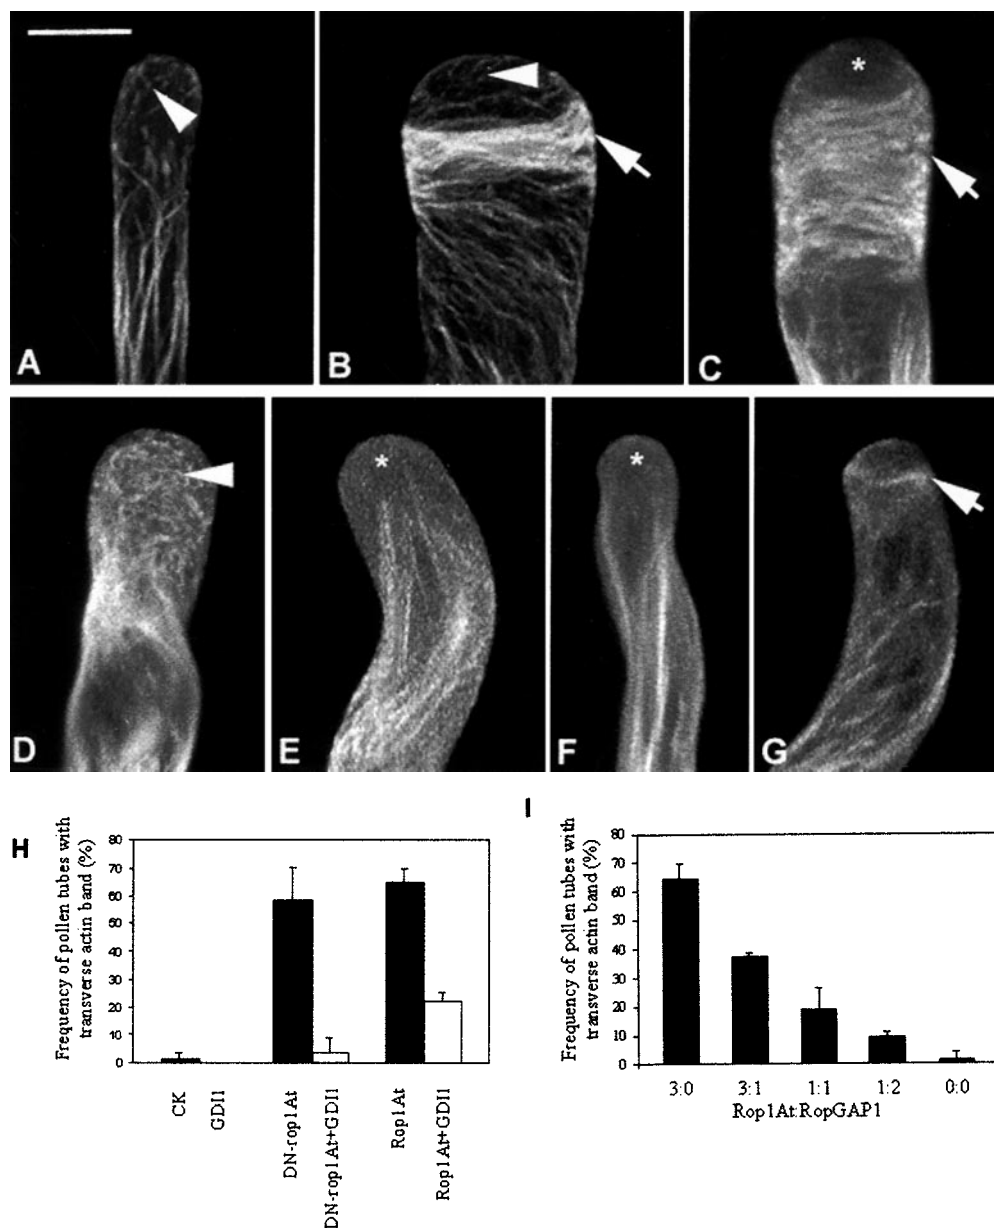 A
B
*
C
D
*
E
*
F
G
H
Frequency of pollen tubes with
transverse actin band (%)
80
70
60
50
40
30
20
10
0
CK
GDI1
DN-rop1At
DN-rop1At+GDI1
Rop1At
Rop1At+GDI1
I
Frequency of pollen tubes with
transverse actin band (%)
80
70
60
50
40
30
20
10
0
3:0 3:1 1:1 1:2 0:0
Rop1At:RopGAP1